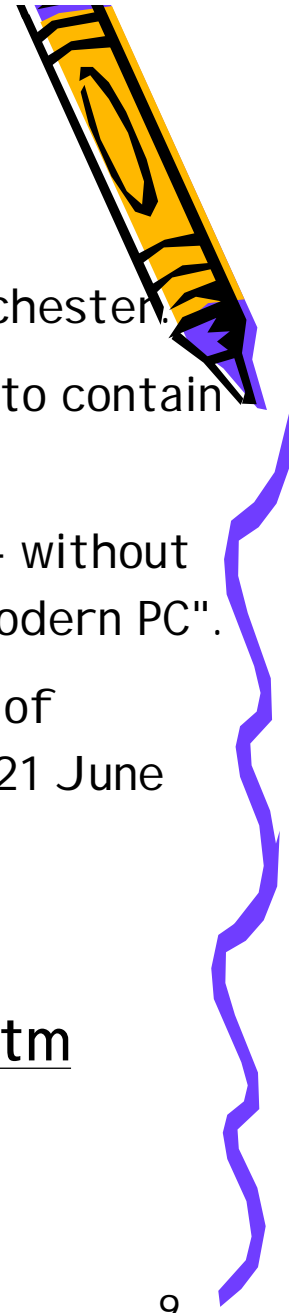 chester.
to contain
- without
odern PC".
of
21 June
tm
9